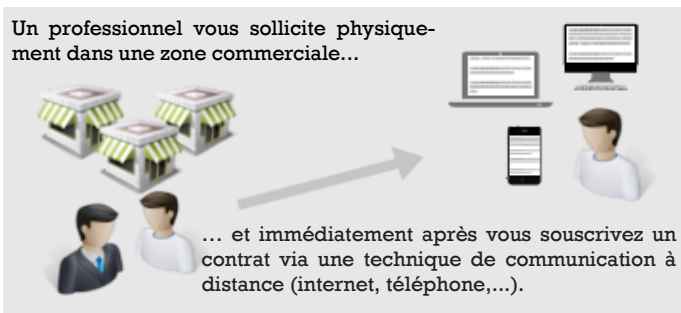 Un professionnel vous sollicite physique-
ment dans une zone commerciale...
... et immédiatement après vous souscrivez un
contrat via une technique de communication à
distance (internet, téléphone,...).